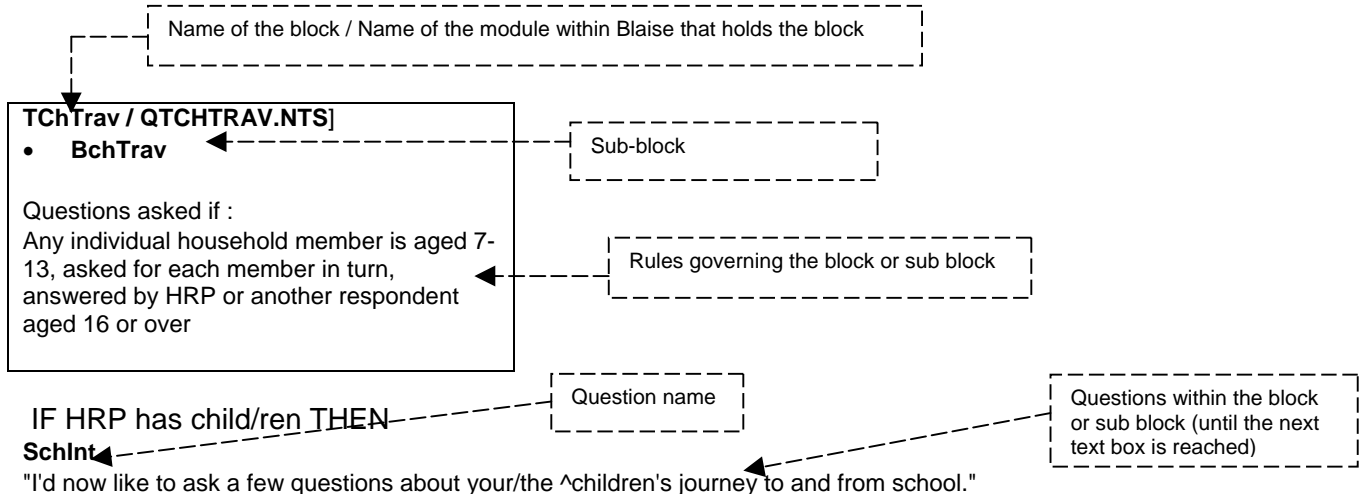 Name of the block / Name of the module within Blaise that holds the block
TChTrav / QTCHTRAV.NTS]
• BchTrav
Sub-block
Questions asked if :
Any individual household member is aged 7-
13, asked for each member in turn,
answered by HRP or another respondent
aged 16 or over
Rules governing the block or sub block
Question name
Questions within the block
or sub block (until the next
text box is reached)
IF HRP has child/ren THEN
SchInt
"I'd now like to ask a few questions about your/the ^children's journey to and from school."